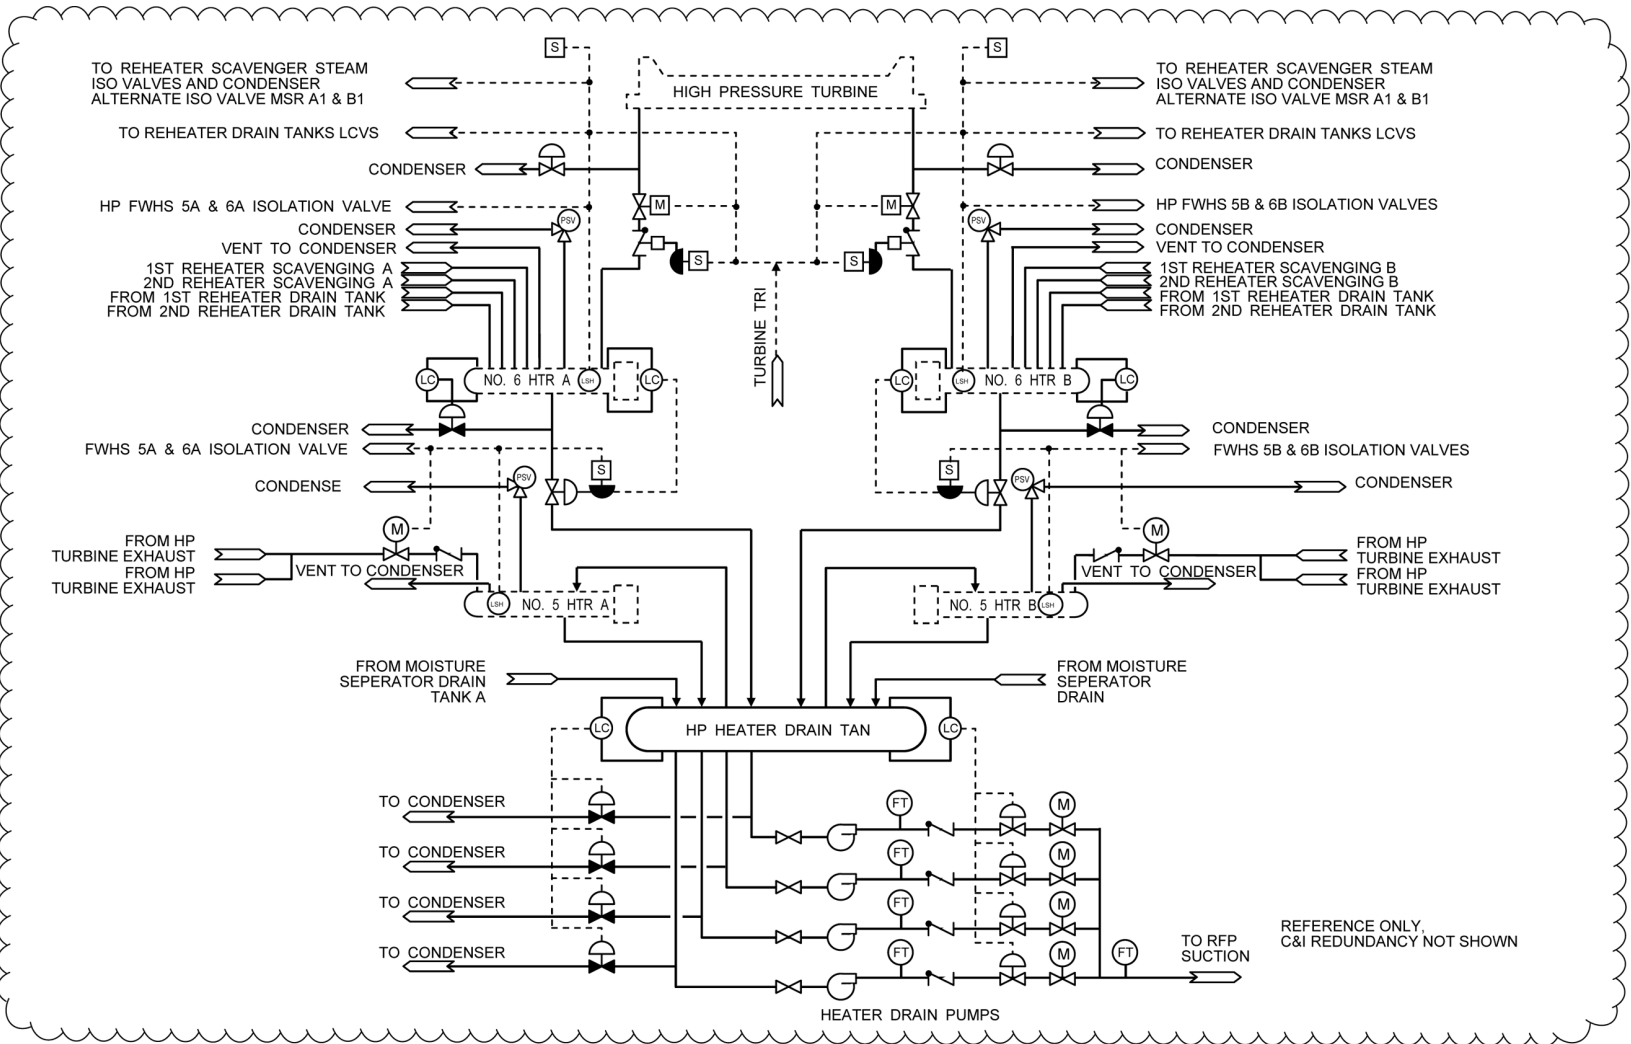 S
S
TO REHEATER SCAVENGER STEAM
ISO VALVES AND CONDENSER
ALTERNATE ISO VALVE MSR A1 & B1
HIGH PRESSURE TURBINE
TO REHEATER SCAVENGER STEAM
ISO VALVES AND CONDENSER
ALTERNATE ISO VALVE MSR A1 & B1
TO REHEATER DRAIN TANKS LCVS
TO REHEATER DRAIN TANKS LCVS
CONDENSER
CONDENSER
HP FWHS 5A & 6A ISOLATION VALVE
M
M
HP FWHS 5B & 6B ISOLATION VALVES
CONDENSER
PSV
PSV
CONDENSER
VENT TO CONDENSER
S
S
VENT TO CONDENSER
1ST REHEATER SCAVENGING A
2ND REHEATER SCAVENGING A
FROM 1ST REHEATER DRAIN TANK
FROM 2ND REHEATER DRAIN TANK
1ST REHEATER SCAVENGING B
2ND REHEATER SCAVENGING B
FROM 1ST REHEATER DRAIN TANK
FROM 2ND REHEATER DRAIN TANK
TURBINE TRI
LC
NO. 6 HTR A
LSH
LC
LC
LSH
NO. 6 HTR B
LC
CONDENSER
CONDENSER
FWHS 5A & 6A ISOLATION VALVE
FWHS 5B & 6B ISOLATION VALVES
S
S
CONDENSE
PSV
PSV
CONDENSER
M
M
FROM HP
TURBINE EXHAUST
FROM HP
TURBINE EXHAUST
VENT TO CONDENSER
VENT TO CONDENSER
FROM HP
TURBINE EXHAUST
FROM HP
TURBINE EXHAUST
LSH
NO. 5 HTR A
NO. 5 HTR B
LSH
FROM MOISTURE
SEPERATOR DRAIN
TANK A
FROM MOISTURE
SEPERATOR
DRAIN
LC
HP HEATER DRAIN TAN
LC
TO CONDENSER
FT
M
TO CONDENSER
FT
M
TO CONDENSER
FT
M
TO CONDENSER
FT
M
FT
TO RFP
SUCTION
REFERENCE ONLY,
C&I REDUNDANCY NOT SHOWN
HEATER DRAIN PUMPS